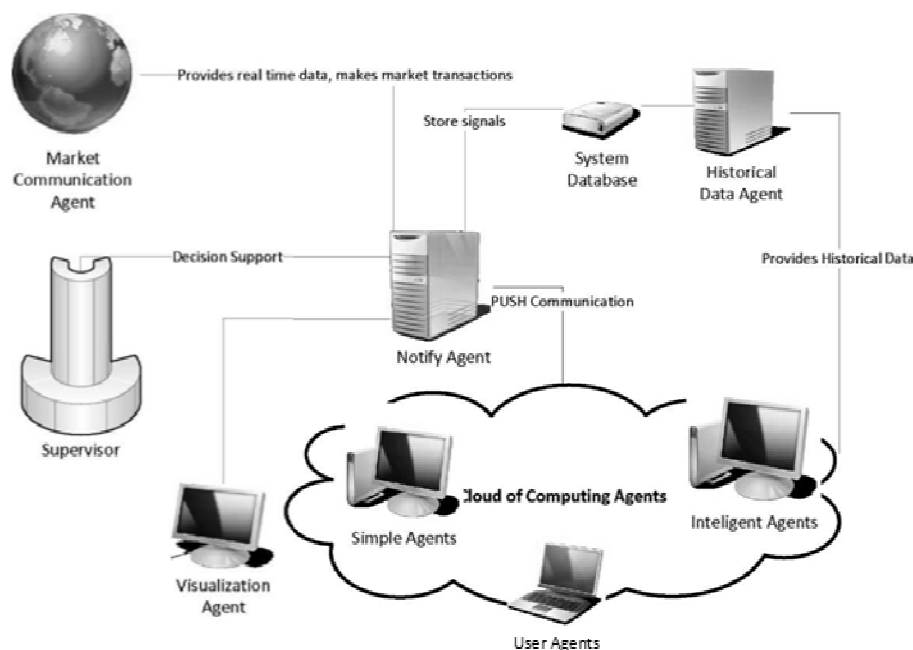 Provides real time data, makes market transactions
Market
Communication
Agent
Store signals
System
Database
Historical
Data Agent
Decision Support
Provides Historical Data
PUSH Communication
Notify Agent
Supervisor
Cloud of Computing Agents
Simple Agents
Inteligent Agents
Visualization
Agent
User Agents